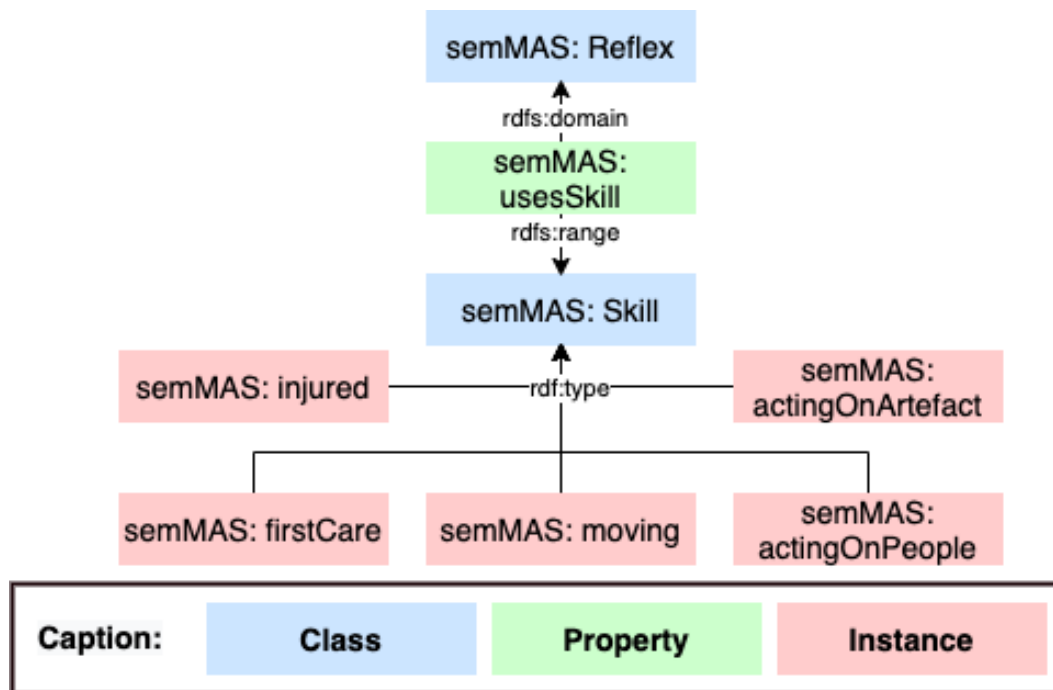 semMAS: Reflex
rdfs:domain
semMAS:
usesSkill
rdfs:range
semMAS: Skill
semMAS: injured
rdf:type
semMAS:
actingOnArtefact
semMAS: firstCare
semMAS: moving
semMAS:
actingOnPeople
Caption:
Class
Property
Instance